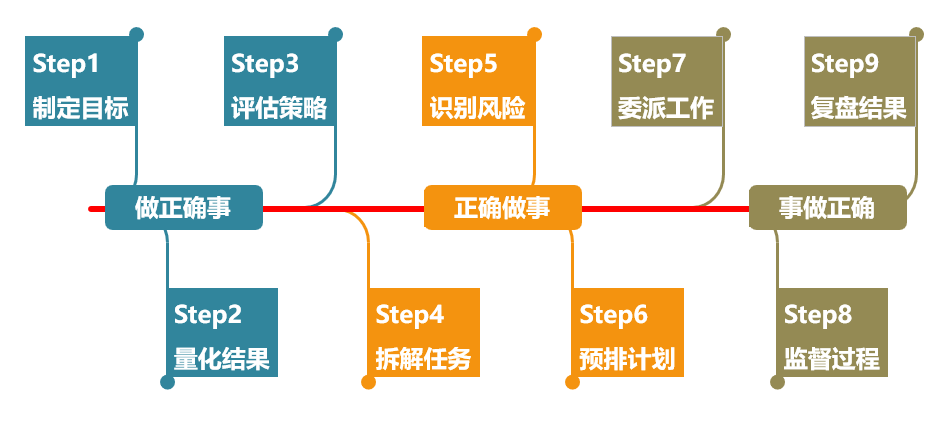 Step1
制定目标
Step3
评估策略
Step5
识别风险
Step7
委派工作
Step9
复盘结果
做正确事
正确做事
事做正确
Step2
量化结果
Step4
拆解任务
Step6
预排计划
Step8
监督过程